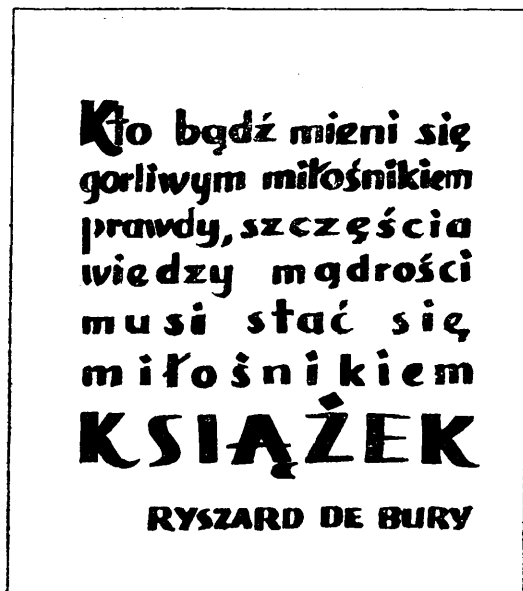 Kto bądź mieni się
gorliwym miłośnikiem
prawdy, szczęścia
wiedzy mądrości
musi stać się
miłośnikiem
KSIĄŻEK
RYSZARD DE BURY